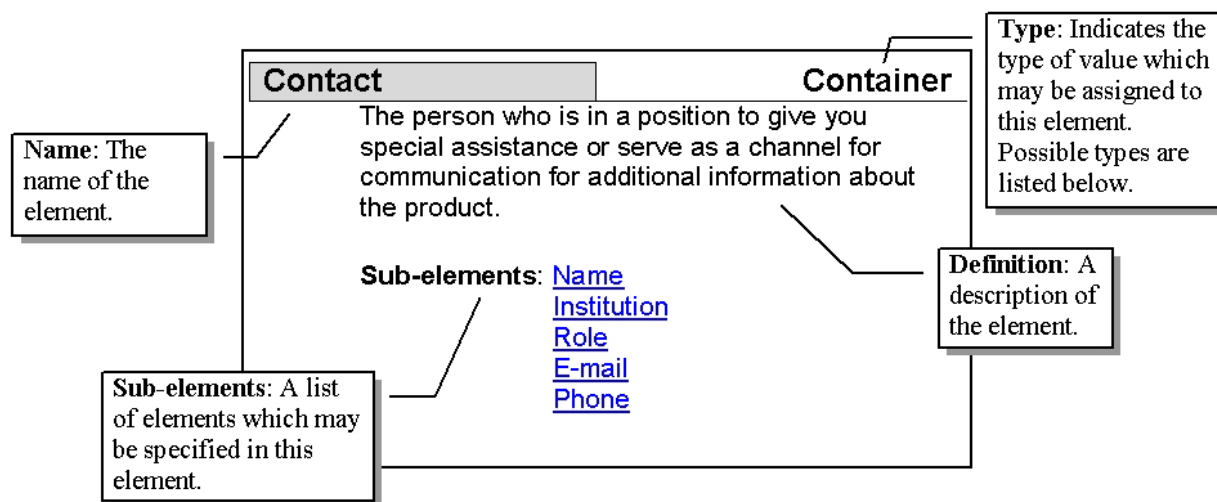 Contact
Container
The person who is in a position to give you
special assistance or serve as a channel for
communication for additional information about
the product.
Sub-elements: Name
Institution
Role
E-mail
Phone
Name: The
name of the
element.
Type: Indicates the
type of value which
may be assigned to
this element.
Possible types are
listed below.
Definition: A
description of
the element.
Sub-elements: A list
of elements which may
be specified in this
element.